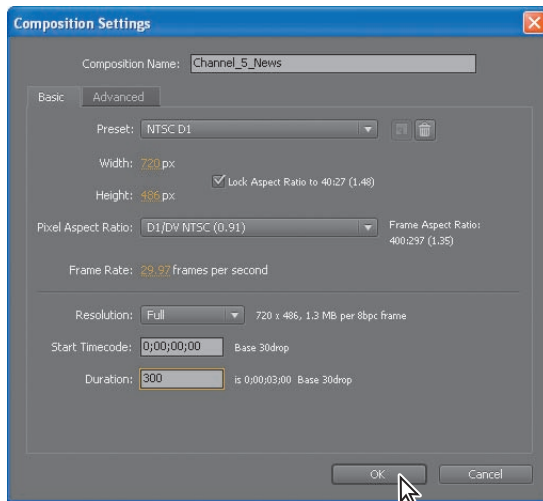 Composition Settings
Composition Name: Channel_5_News
Basic Advanced
Preset: NTSC D1
Width: 720 px
Lock Aspect Ratio to 40:27 (1.48)
Height: 486 px
Pixel Aspect Ratio: D1/DV NTSC (0.91) Frame Aspect Ratio:
400:297 (1.35)
Frame Rate: 29.97 frames per second
Resolution: Full 720 x 486, 1.3 MB per 8bpc frame
Start Timecode: 0;00;00;00 Base 30drop
Duration: 300 is 0;00;03;00 Base 30drop
OK Cancel